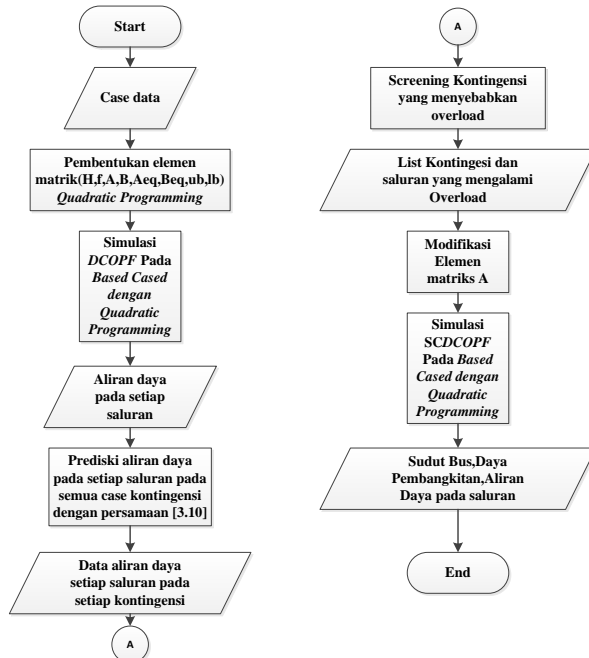 Start
Case data
Pembentukan elemen
matrik(H,f,A,B,Aeq,Beq,ub,lb)
Quadratic Programming
Simulasi
DCOPF Pada
Based Cased
dengan
Quadratic
Programming
Aliran daya
pada setiap
saluran
Prediski aliran daya
pada setiap saluran pada
semua case kontingensi
dengan persamaan [3.10]
Data aliran daya
setiap saluran pada
setiap kontingensi
A
A
Screening Kontingensi
yang menyebabkan
overload
List Kontingesi dan
saluran yang mengalami
Overload
Modifikasi
Elemen
matriks A
Simulasi
SCDCOPF
Pada Based
Cased dengan
Quadratic
Programming
Sudut Bus,Daya
Pembangkitan,Aliran
Daya pada saluran
End